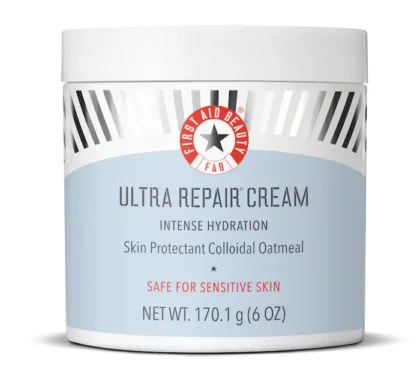 FIRST AID BEAUTY®
FAB
ULTRA REPAIR® CREAM
INTENSE HYDRATION
Skin Protectant Colloidal Oatmeal
SAFE FOR SENSITIVE SKIN
NET WT. 170.1 g (6 OZ)